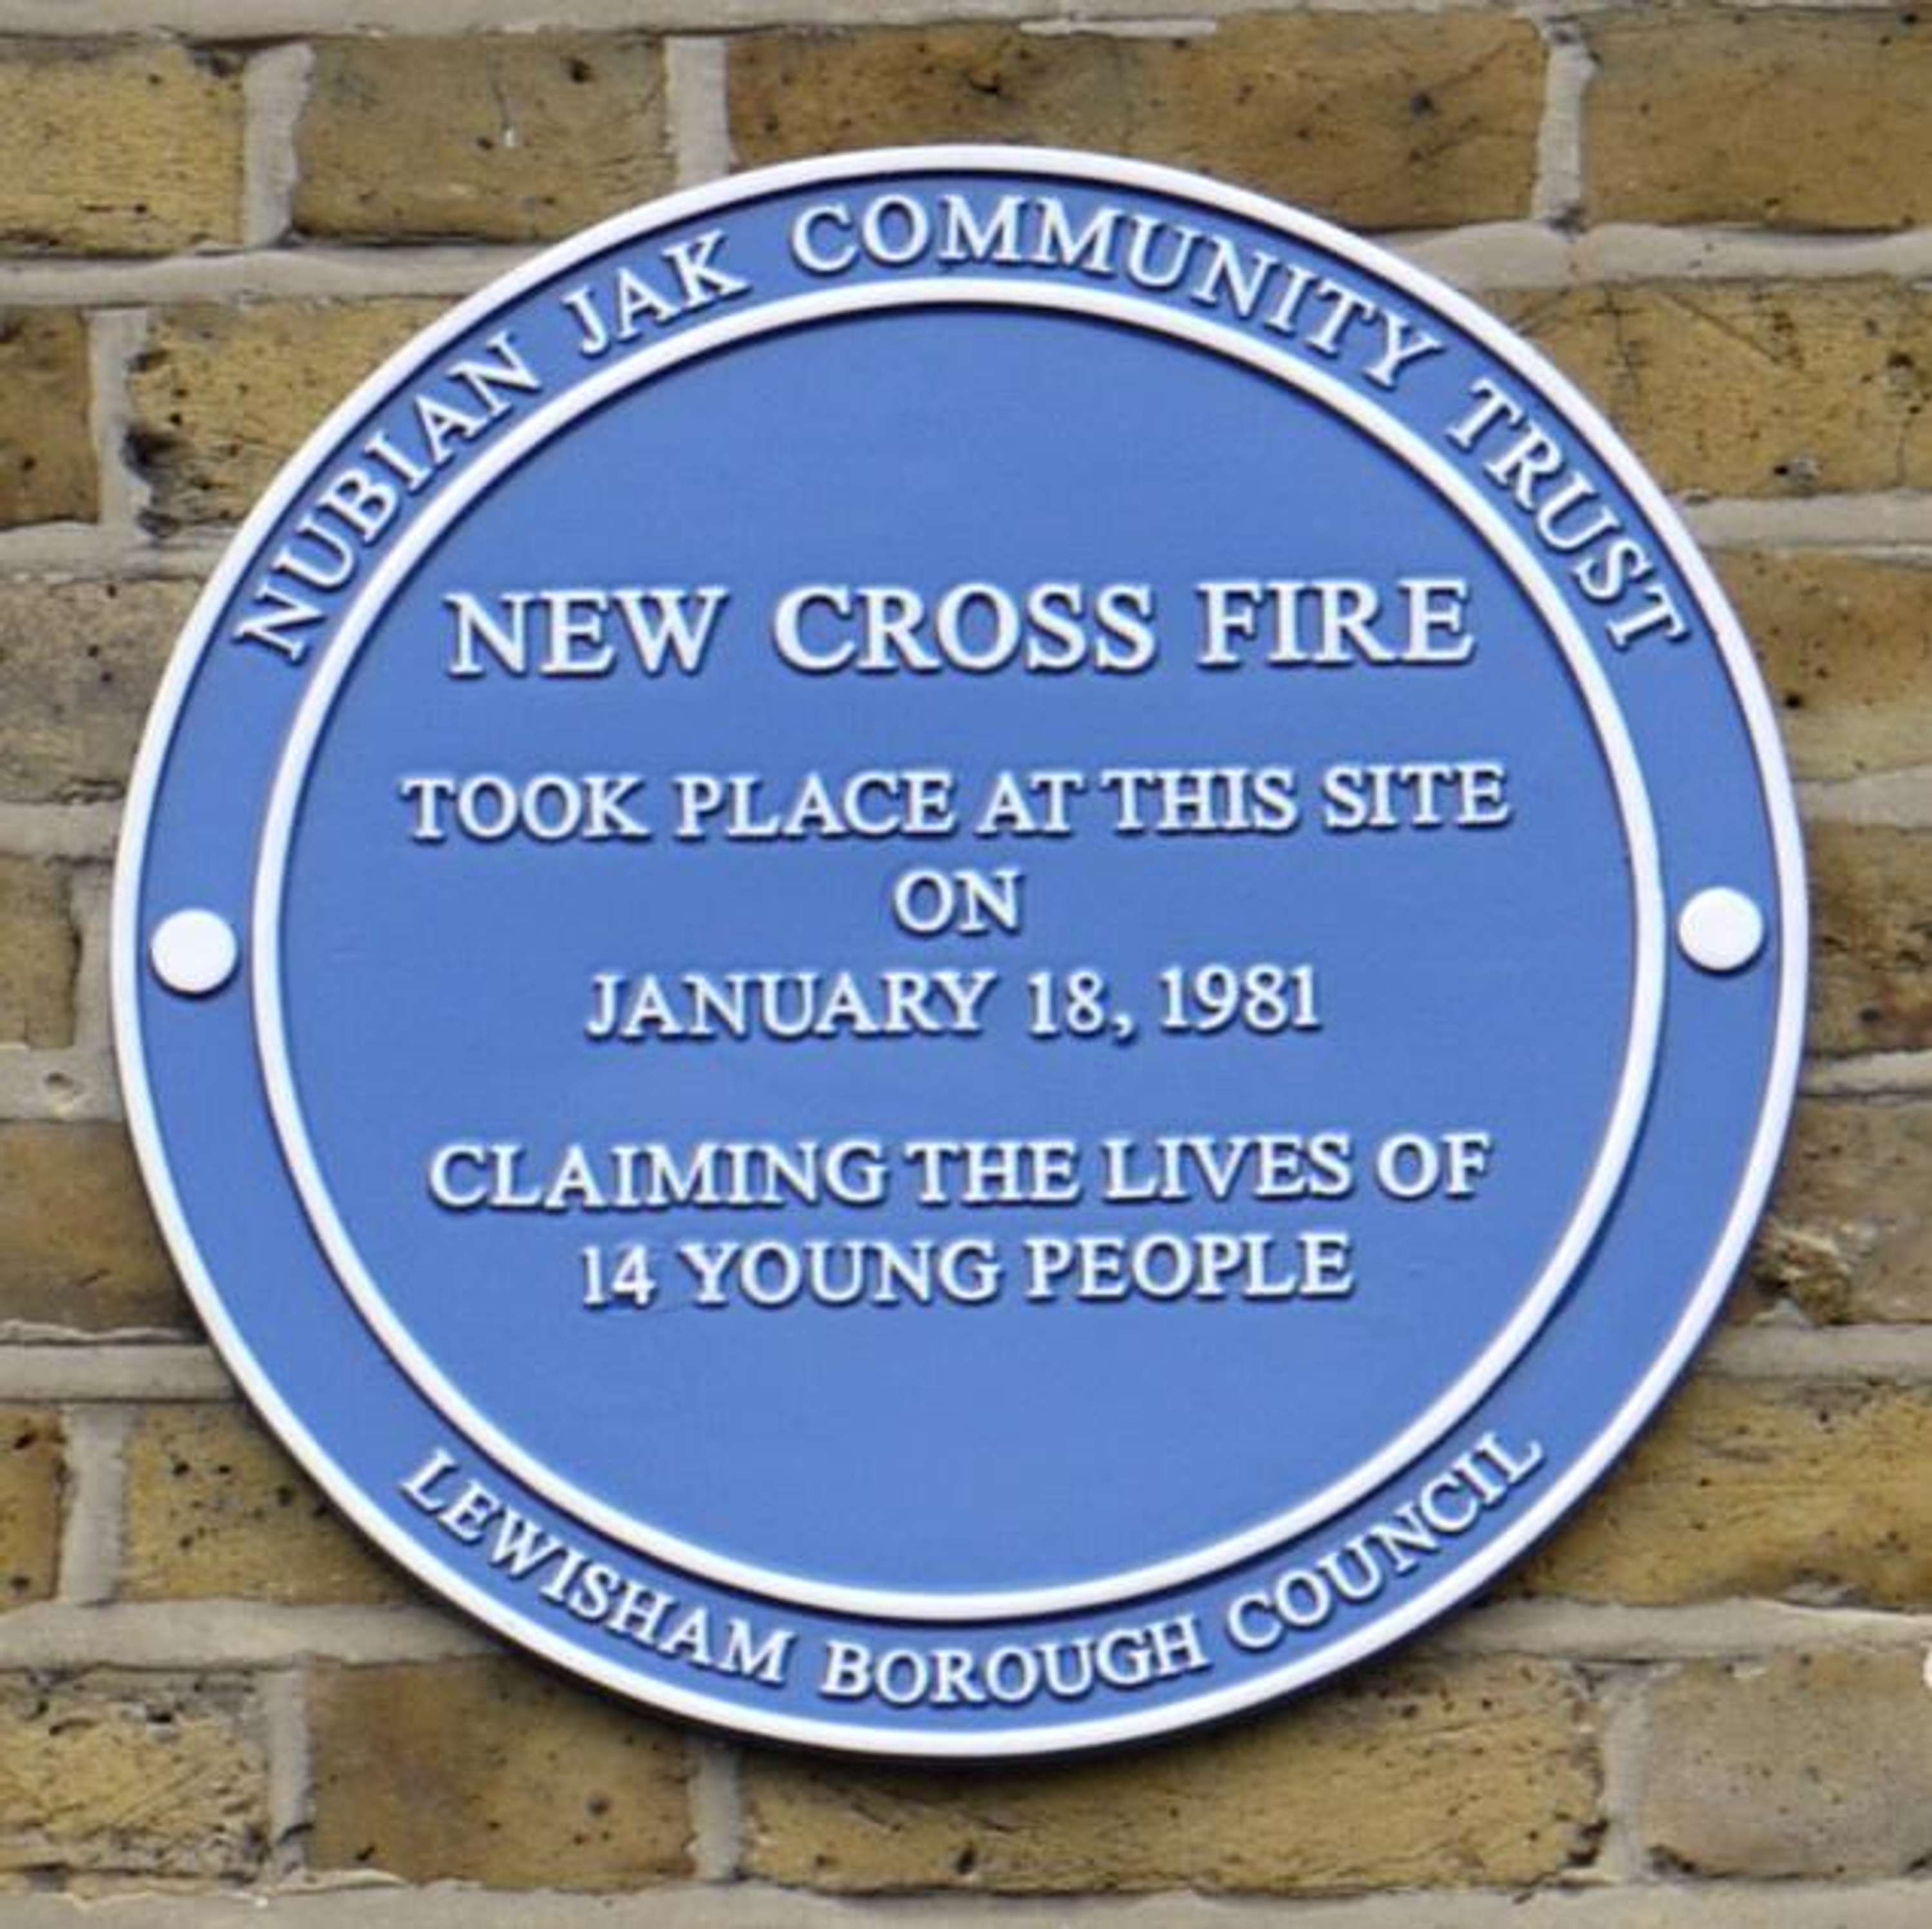 NUBIAN JAK COMMUNITY TRUST
NEW CROSS FIRE
TOOK PLACE AT THIS SITE
ON
JANUARY 18, 1981
CLAIMING THE LIVES OF
14 YOUNG PEOPLE
LEWISHAM BOROUGH COUNCIL